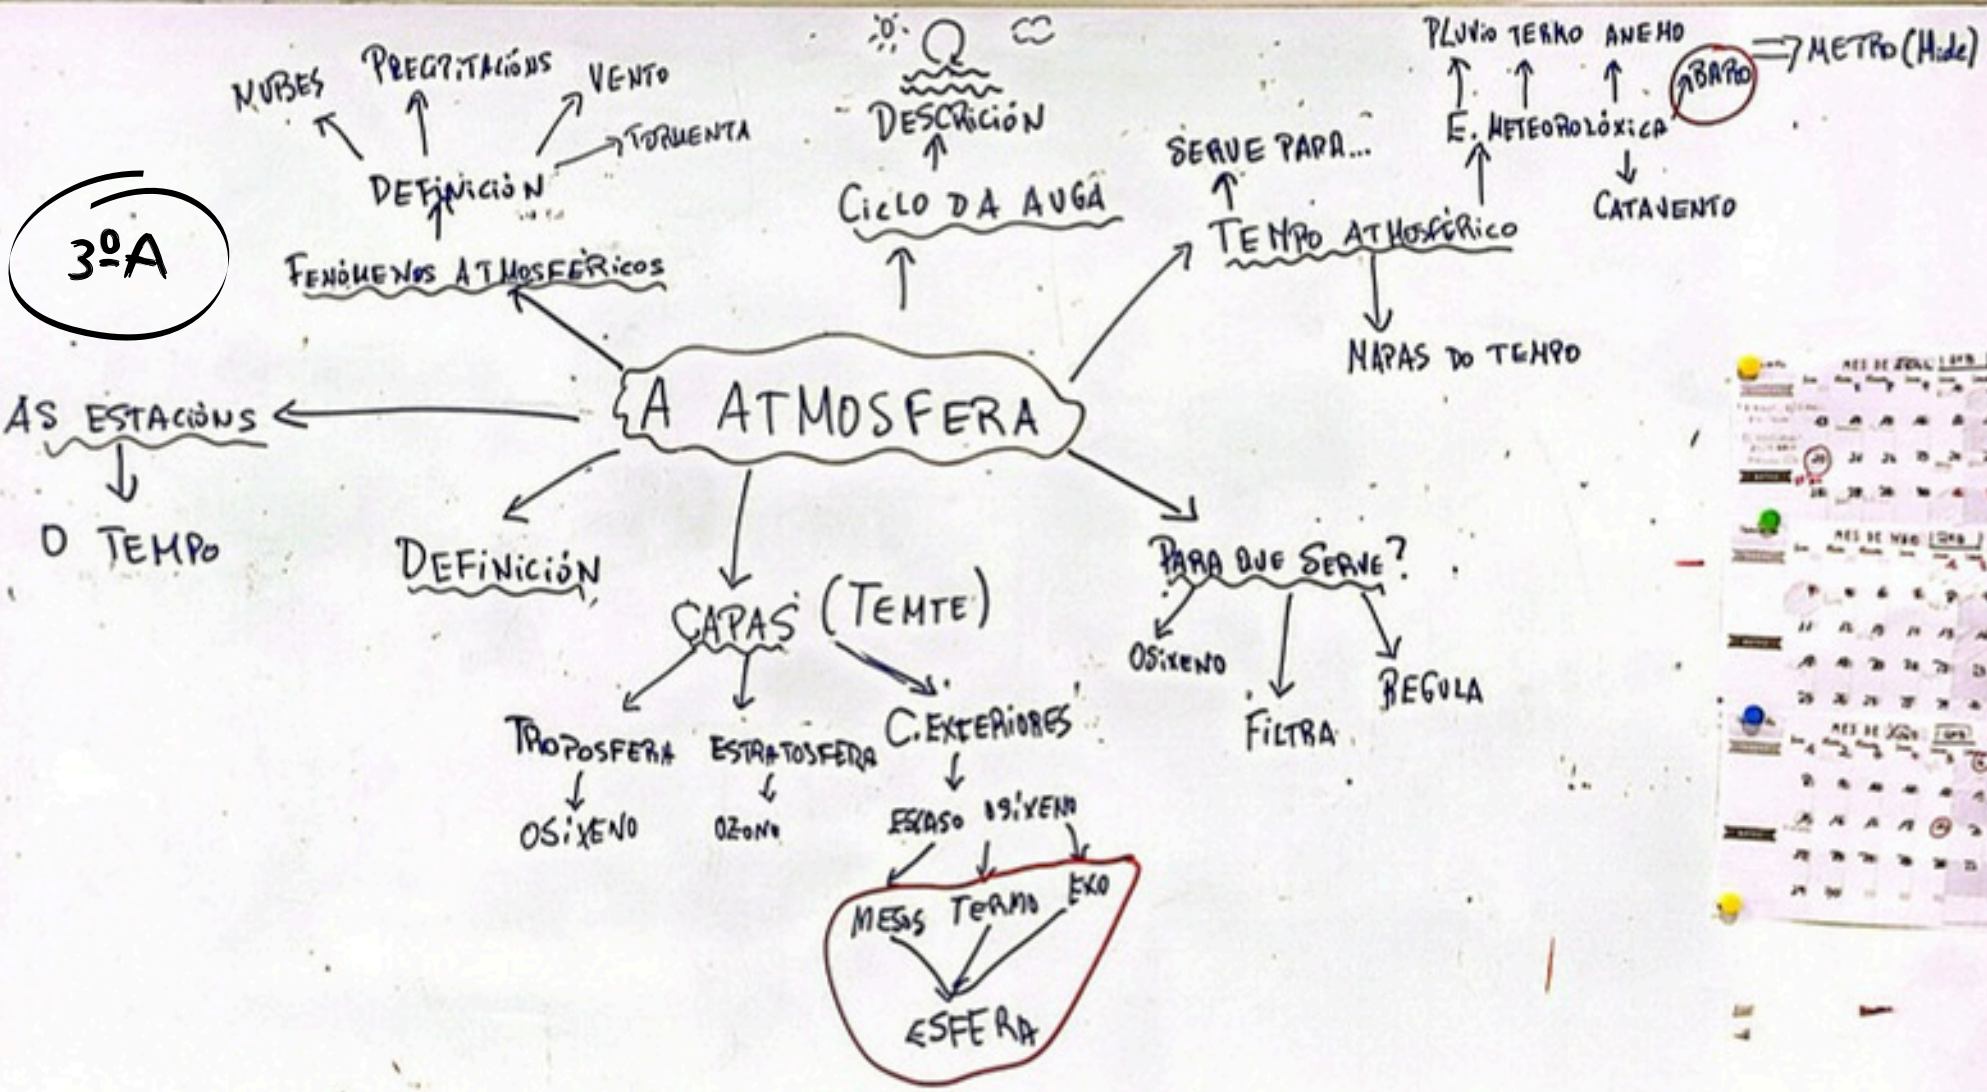 PLUVIO TERMO ANEMO
BARO
METRO (Mide)
NUBES
PRECIPITACIÓNS
VENTO
TORMENTA
DESCRICIÓN
SERVE PARA...
E. METEOROLÓXICA
CATAVENTO
DEFINICIÓN
CICLO DA AUGA
3ºA
FENÓMENOS ATMOSFÉRICOS
TEMPO ATMOSFÉRICO
MAPAS DO TEMPO
A ATMOSFERA
AS ESTACIÓNS
O TEMPO
DEFINICIÓN
CAPAS (TEMTE)
PARA QUE SERVE?
OSIXENO
FILTRA
REGULA
TROPOSFERA
ESTRATOSFERA
C.EXTERIORES
OSIXENO
OZONO
ESCASO OSÍXENO
MESOS TERMO EXO
ESFERA